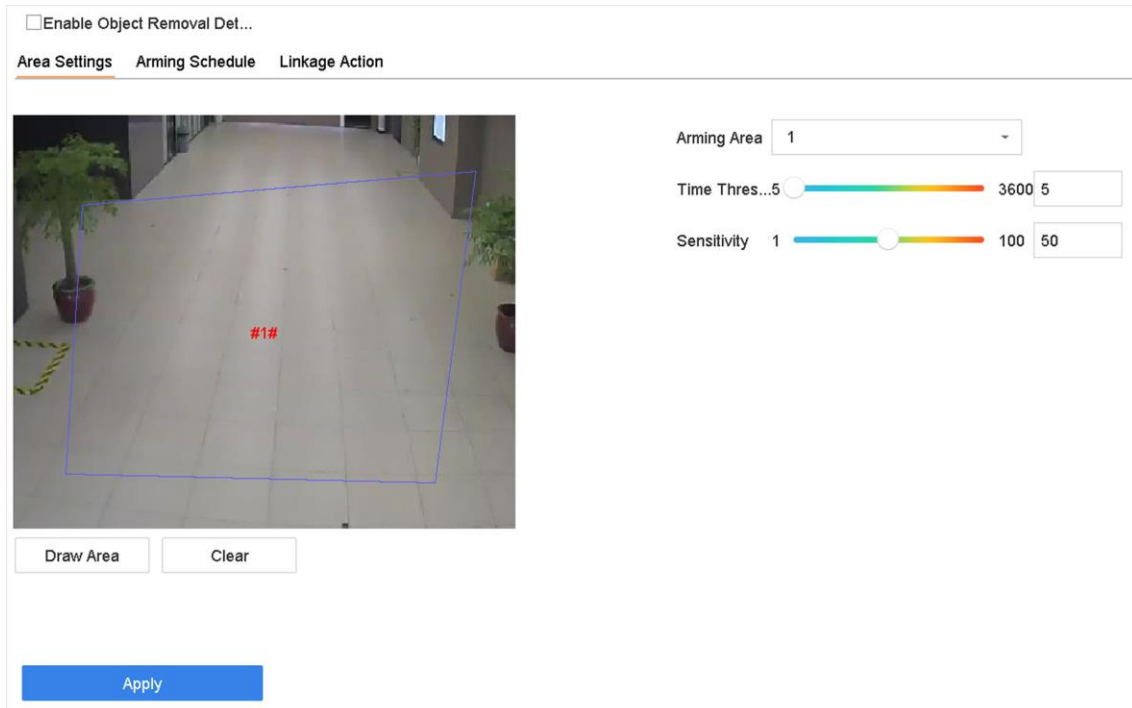 Enable Object Removal Det...
Area Settings Arming Schedule Linkage Action
Arming Area 1
Time Thres...5 3600 5
Sensitivity 1 100 50
#1#
Draw Area Clear
Apply